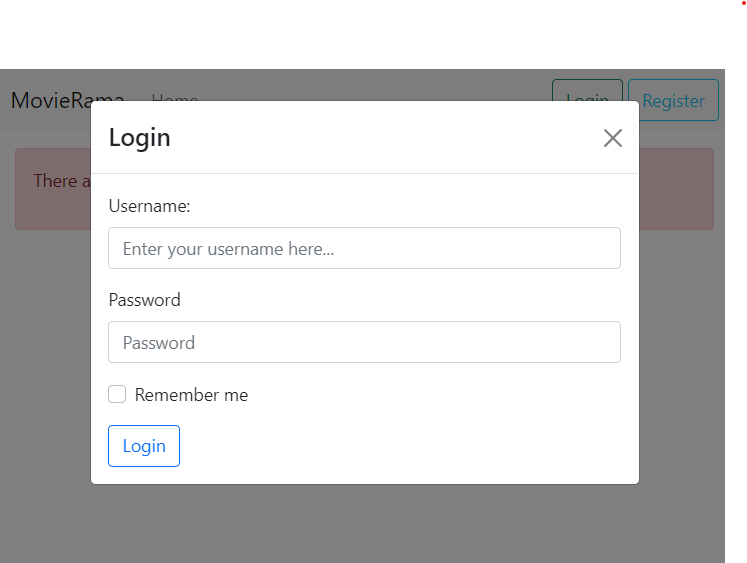 MovieRama Home Login Register
There a
Login
Username:
Enter your username here...
Password
Password
Remember me
Login